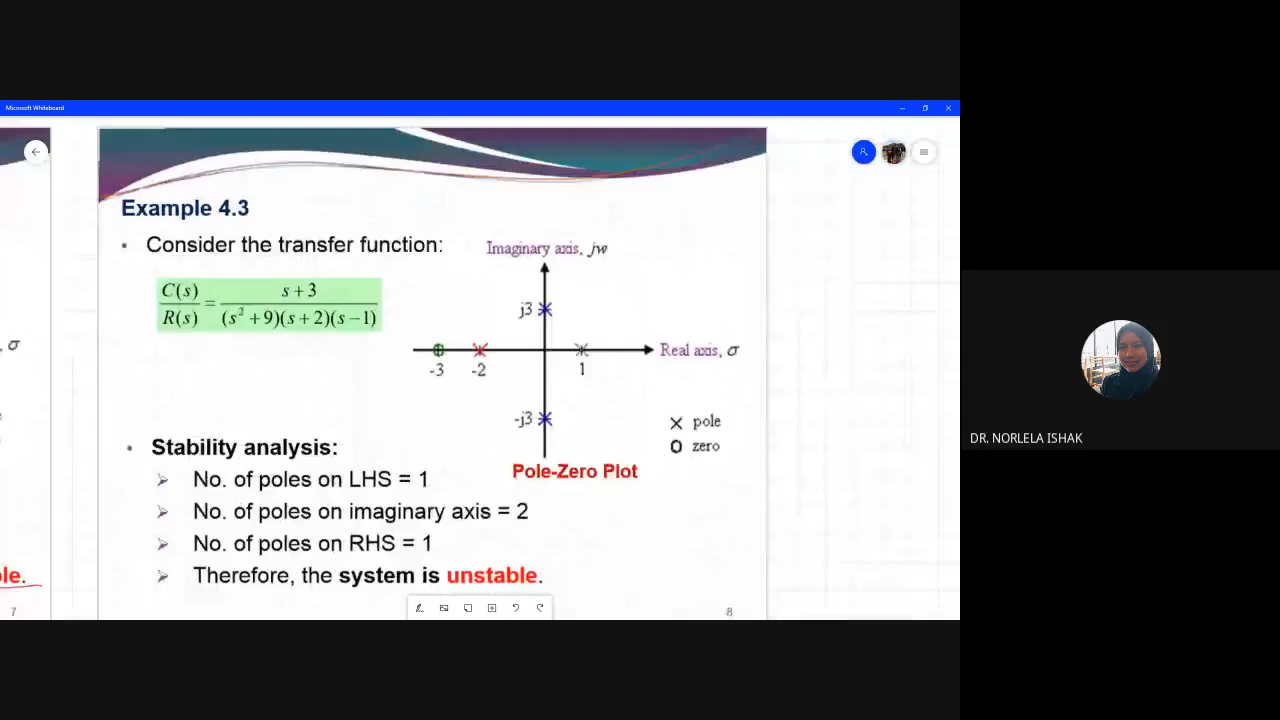 Microsoft Whiteboard
Example 4.3
• Consider the transfer function:
C(s)/R(s) = (s + 3)/((s² + 9)(s + 2)(s − 1))
Imaginary axis, jw
j3
, σ
-3 -2 1
Real axis, σ
-j3
× pole
o zero
Pole-Zero Plot
• Stability analysis:
➢ No. of poles on LHS = 1
➢ No. of poles on imaginary axis = 2
➢ No. of poles on RHS = 1
➢ Therefore, the system is unstable.
ole.
7
8
DR. NORLELA ISHAK